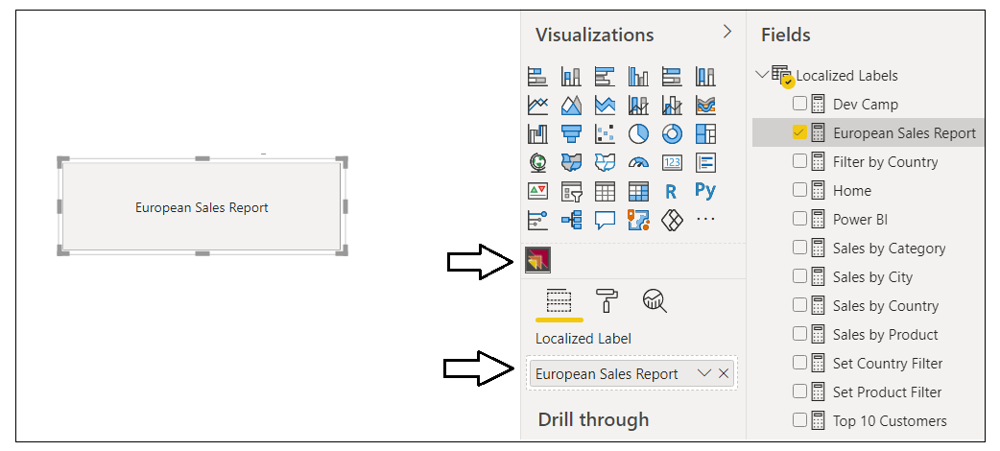 European Sales Report
Visualizations
123
R
Py
Localized Label
European Sales Report
Drill through
Fields
Localized Labels
Dev Camp
European Sales Report
Filter by Country
Home
Power BI
Sales by Category
Sales by City
Sales by Country
Sales by Product
Set Country Filter
Set Product Filter
Top 10 Customers